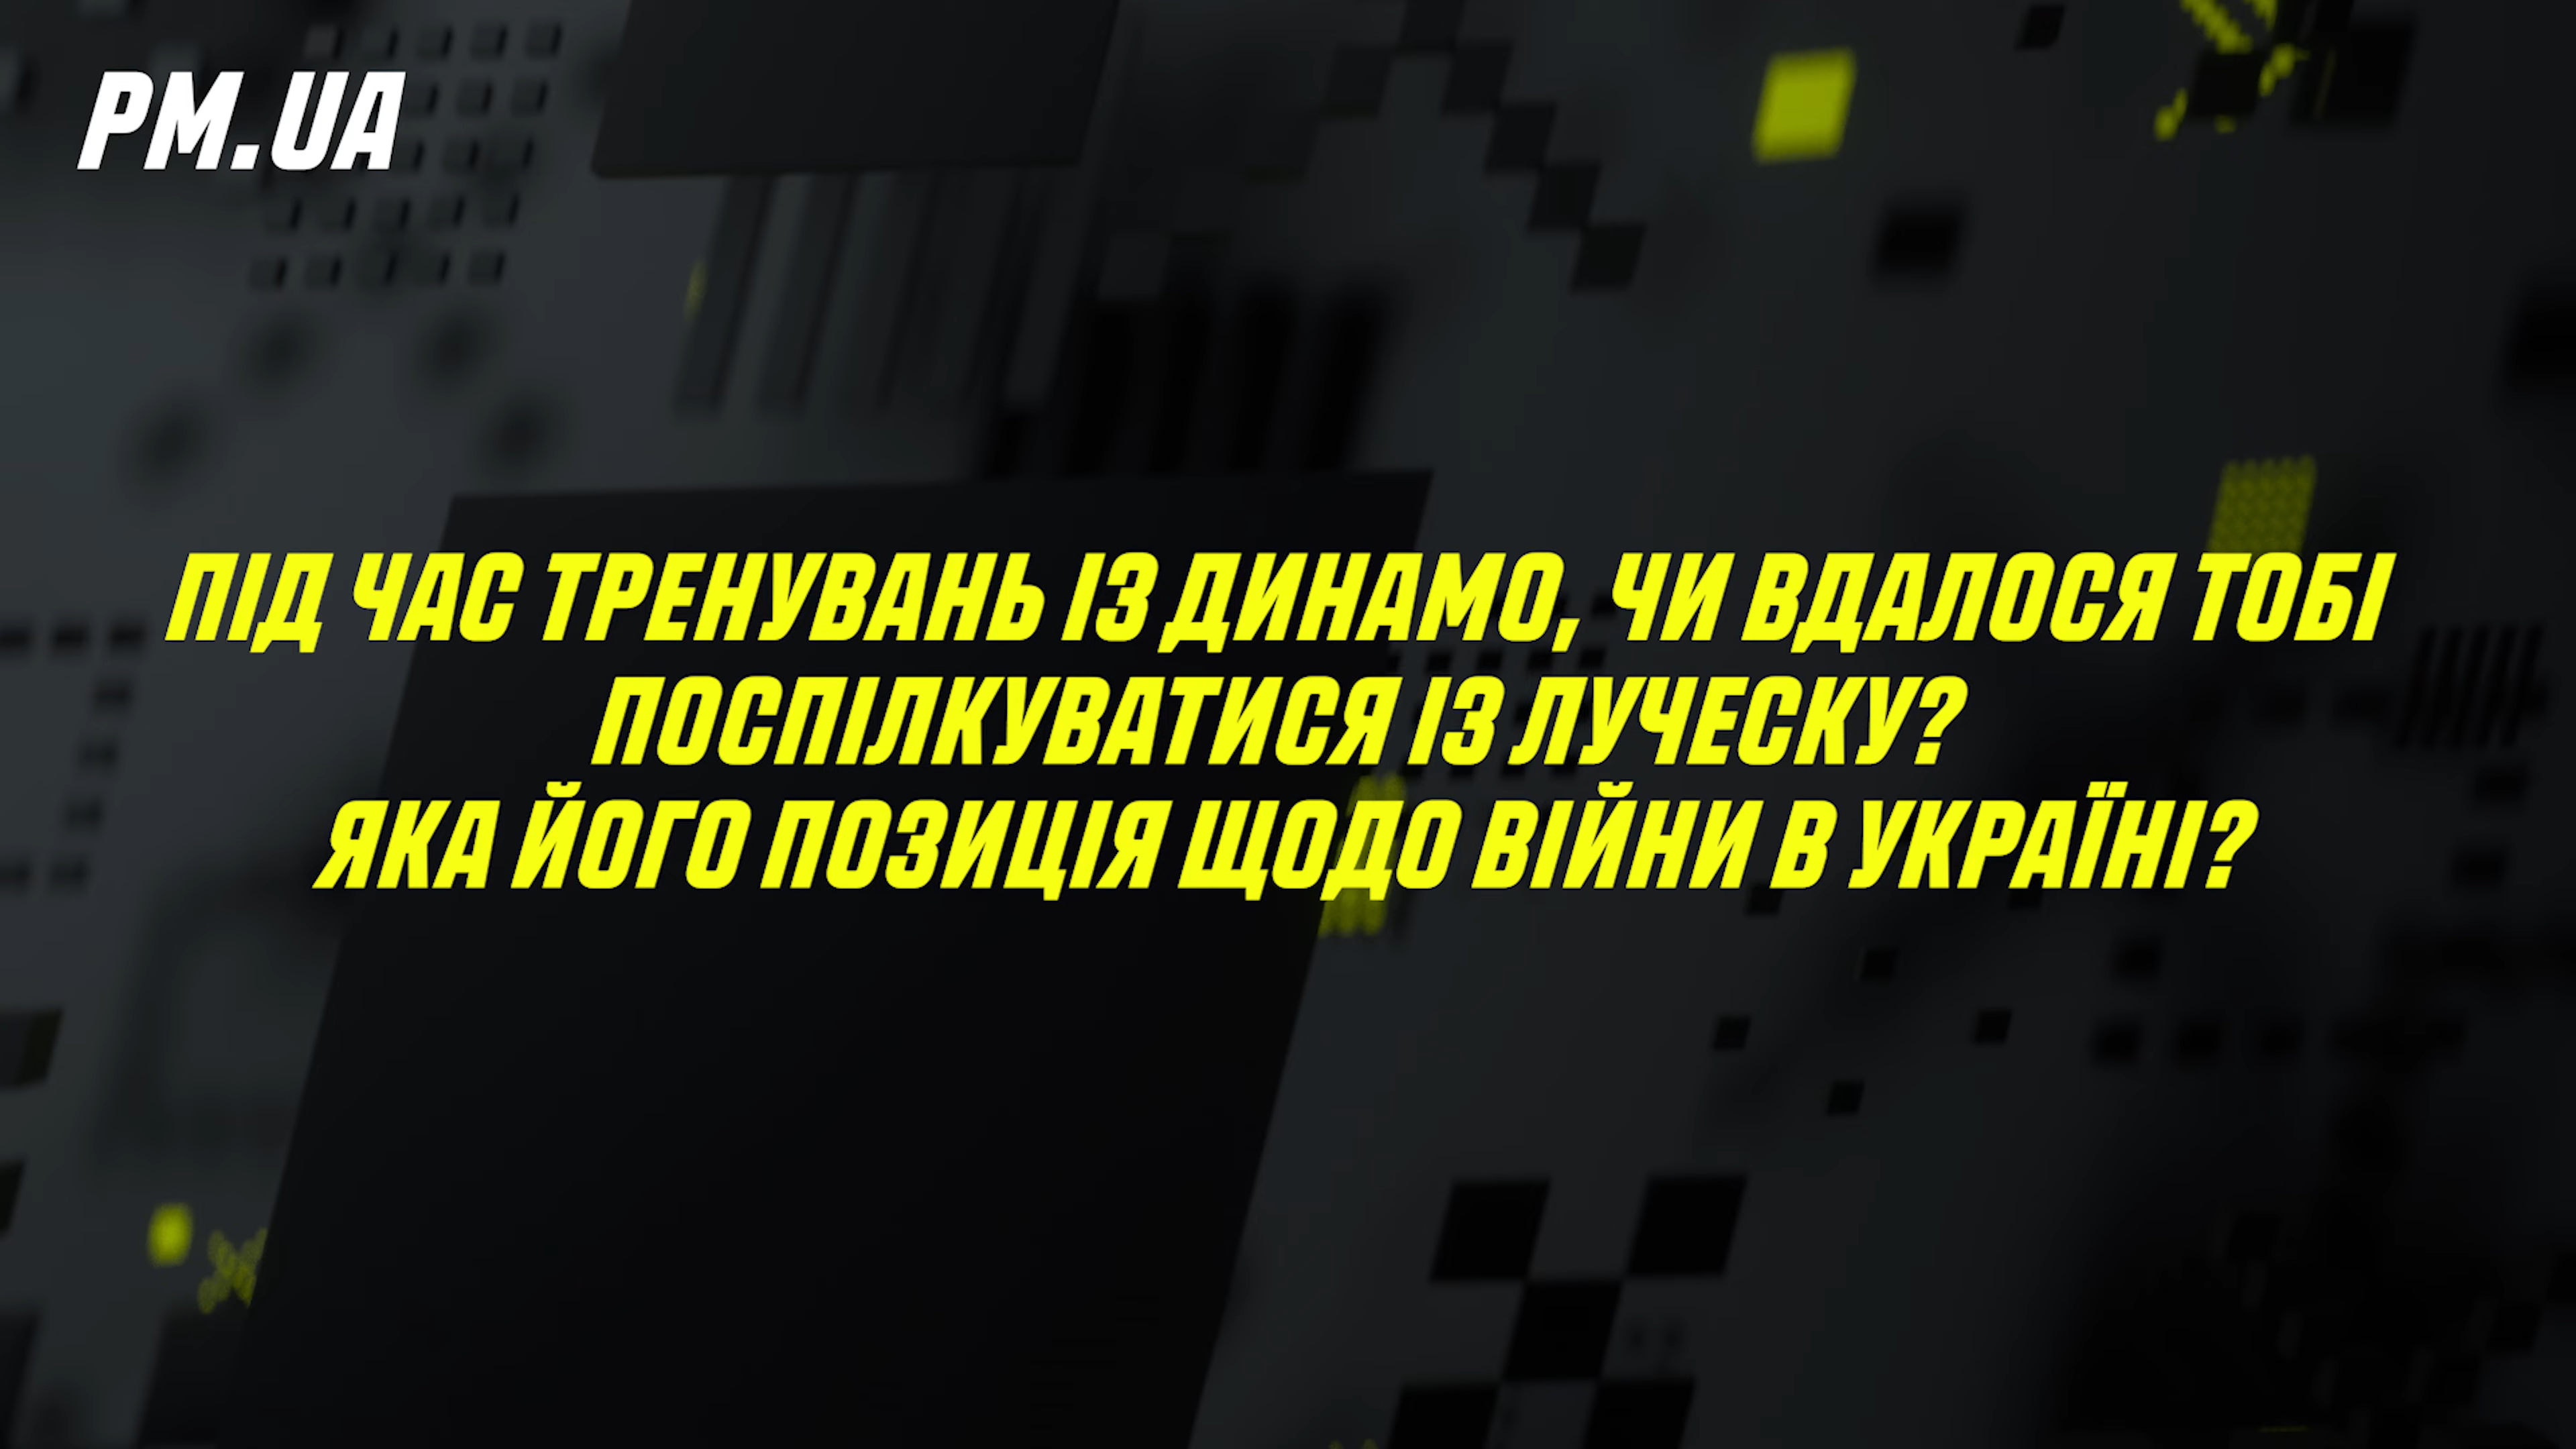 PM.UA
ПІД ЧАС ТРЕНУВАНЬ ІЗ ДИНАМО, ЧИ ВДАЛОСЯ ТОБІ
ПОСПІЛКУВАТИСЯ ІЗ ЛУЧЕСКУ?
ЯКА ЙОГО ПОЗИЦІЯ ЩОДО ВІЙНИ В УКРАЇНІ?